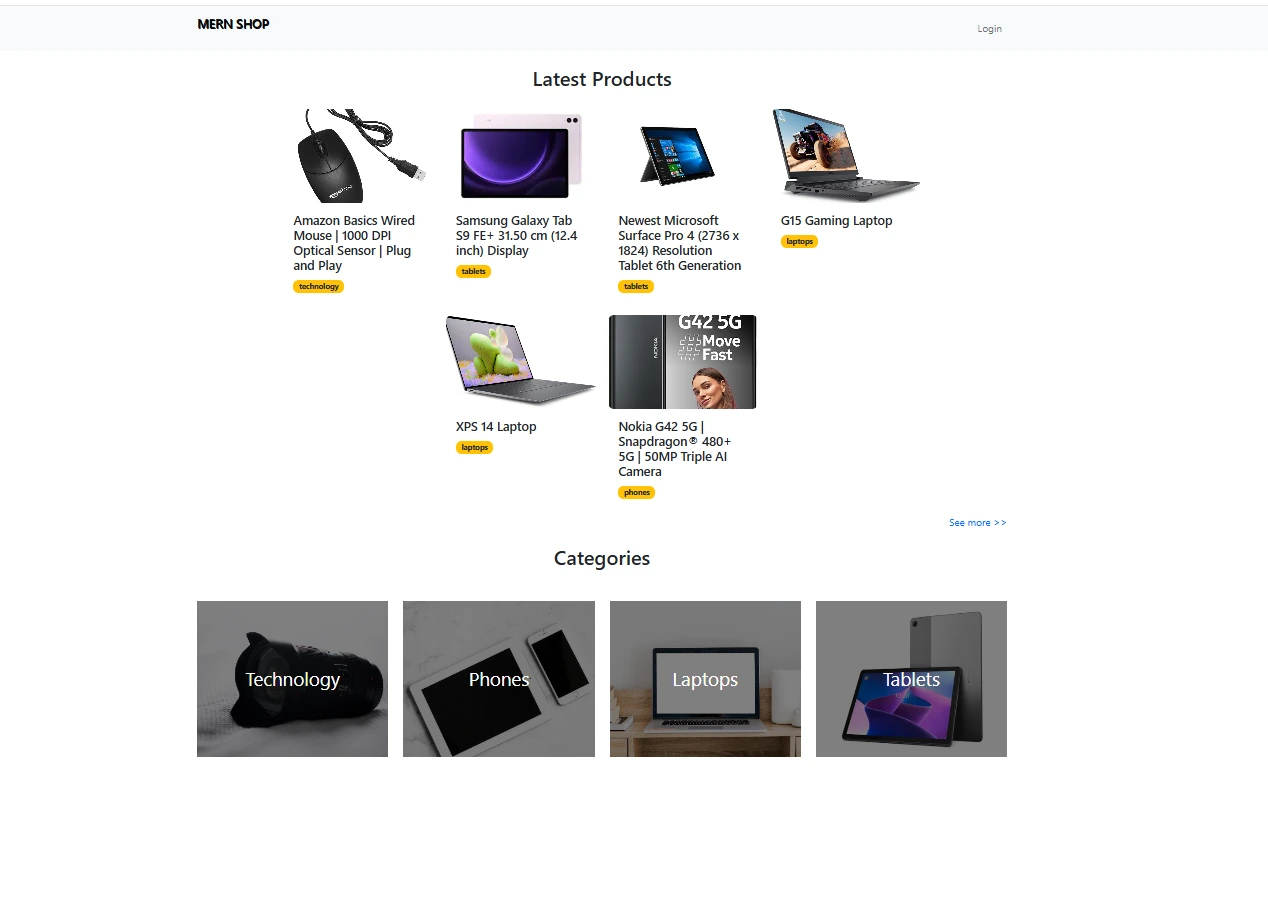 MERN SHOP
Login
Latest Products
Amazon Basics Wired
Mouse | 1000 DPI
Optical Sensor | Plug
and Play
technology
Samsung Galaxy Tab
S9 FE+ 31.50 cm (12.4
inch) Display
tablets
Newest Microsoft
Surface Pro 4 (2736 x
1824) Resolution
Tablet 6th Generation
tablets
G15 Gaming Laptop
laptops
XPS 14 Laptop
laptops
NOKIA
G42 5G
Move
Fast
Nokia G42 5G |
Snapdragon® 480+
5G | 50MP Triple AI
Camera
phones
See more >>
Categories
Technology
Phones
Laptops
Tablets